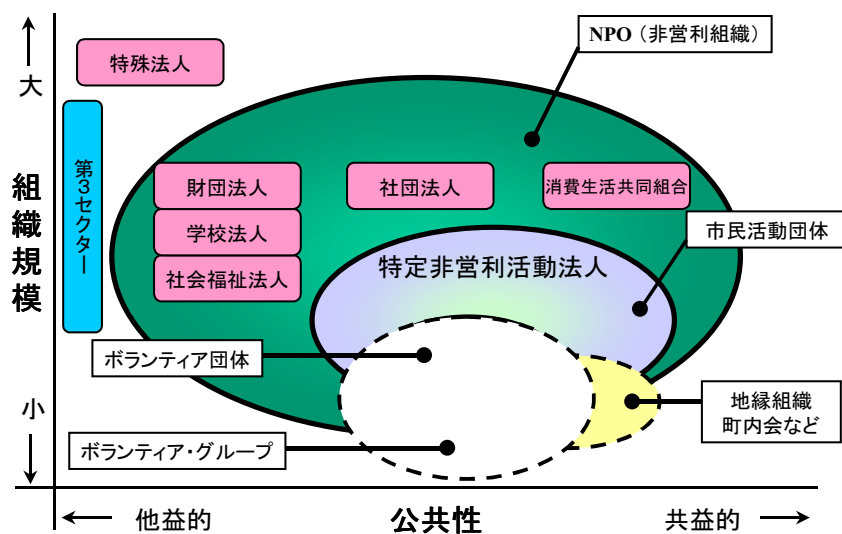 NPO（非営利組織）
大
特殊法人
第3セクター
組織規模
財団法人
社団法人
消費生活共同組合
学校法人
市民活動団体
社会福祉法人
特定非営利活動法人
ボランティア団体
小
地縁組織
町内会など
ボランティア・グループ
他益的
公共性
共益的